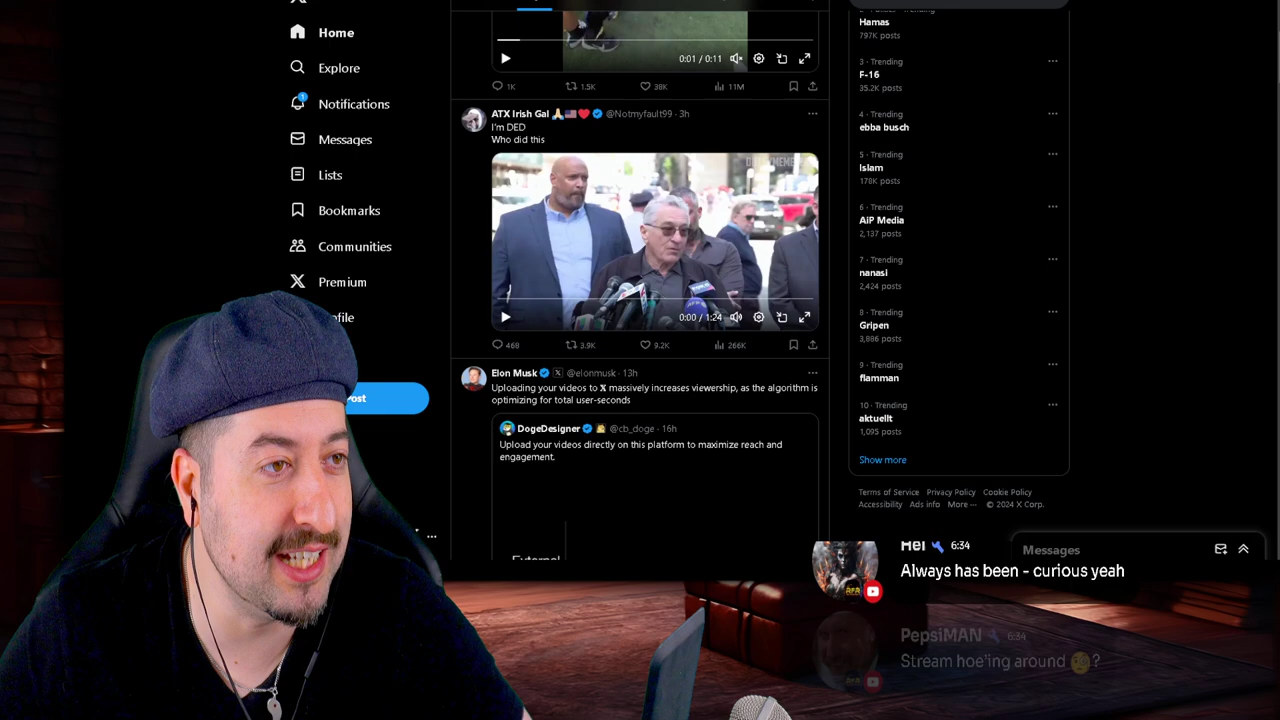 Home
Explore
1
Notifications
Messages
Lists
Bookmarks
Communities
Premium
ofile
ost
0:01 / 0:11
1K
1.5K
38K
11M
ATX Irish Gal @Notmyfault99 · 3h
I'm DED
Who did this
0:00 / 1:24
468
3.9K
9.2K
266K
Elon Musk @elonmusk · 13h
Uploading your videos to 𝕏 massively increases viewership, as the algorithm is
optimizing for total user-seconds
DogeDesigner @cb_doge · 16h
Upload your videos directly on this platform to maximize reach and
engagement.
External
Hamas
797K posts
3 · Trending
F-16
35.2K posts
4 · Trending
ebba busch
5 · Trending
Islam
178K posts
6 · Trending
AiP Media
2,137 posts
7 · Trending
nanasi
2,424 posts
8 · Trending
Gripen
3,886 posts
9 · Trending
flamman
10 · Trending
aktuellt
1,095 posts
Show more
Terms of Service Privacy Policy Cookie Policy
Accessibility Ads info More ··· © 2024 X Corp.
Messages
6:34
Always has been - curious yeah
PepsiMAN 6:34
Stream hoe'ing around ?